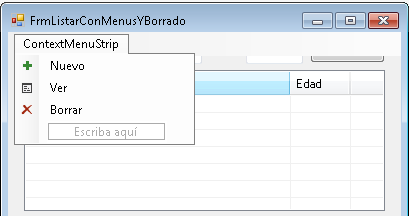 FrmListarConMenusYBorrado
ContextMenuStrip
Nuevo
Ver
Borrar
Escriba aquí
Edad